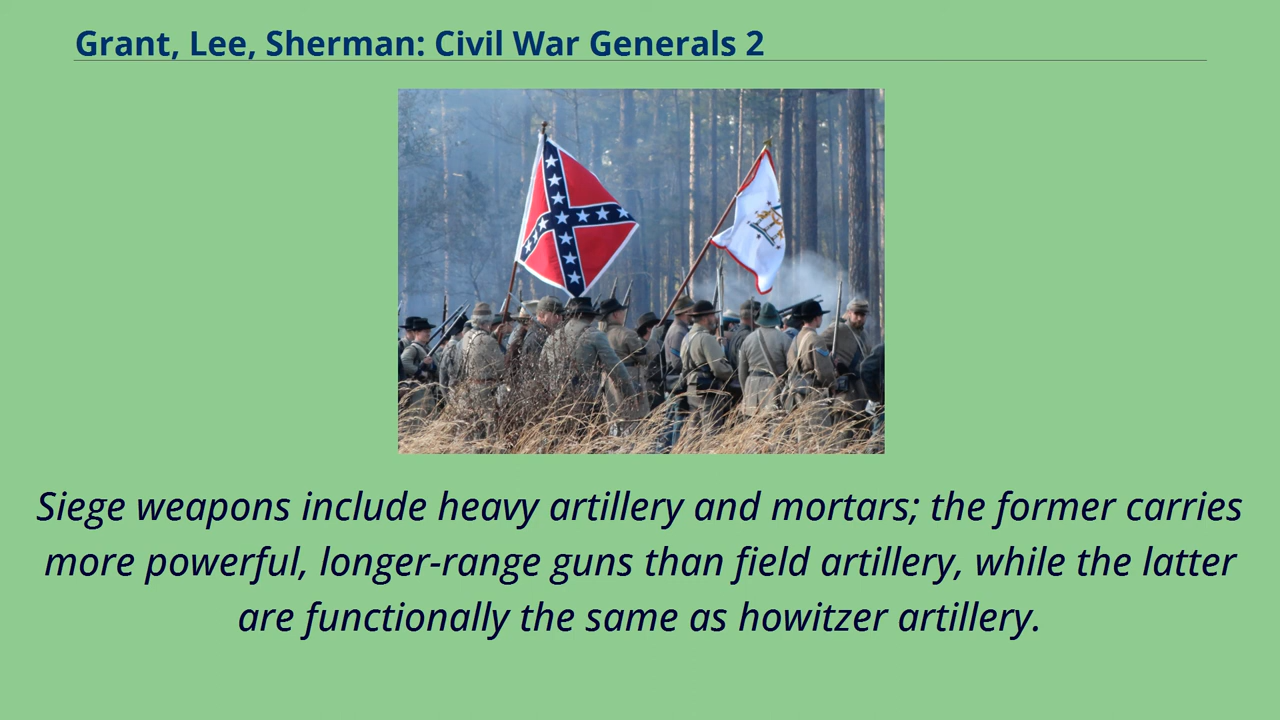 Grant, Lee, Sherman: Civil War Generals 2
Siege weapons include heavy artillery and mortars; the former carries
more powerful, longer-range guns than field artillery, while the latter
are functionally the same as howitzer artillery.